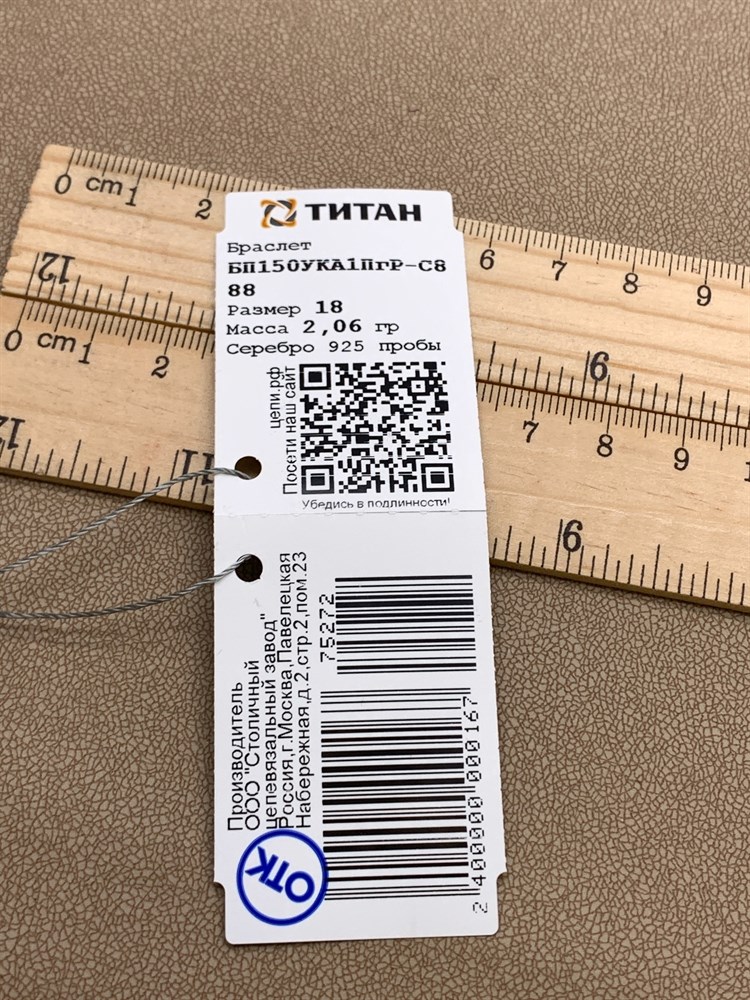 ТИТАН
Браслет
БП150УКА1ПгР-С8
88
Размер 18
Масса 2,06 гр
Серебро 925 пробы
цепи.рф
Посети наш сайт
Убедись в подлинности!
Производитель
ООО "Столичный
цепевязальный завод"
Россия,г.Москва,Павелецкая
Набережная,д.2,стр.2,пом.23
75272
2 400000 000167
ОТК
0 cm 1 2 6 7 8 9
12 6
0 cm 1 2 7 8 9
12 11 6